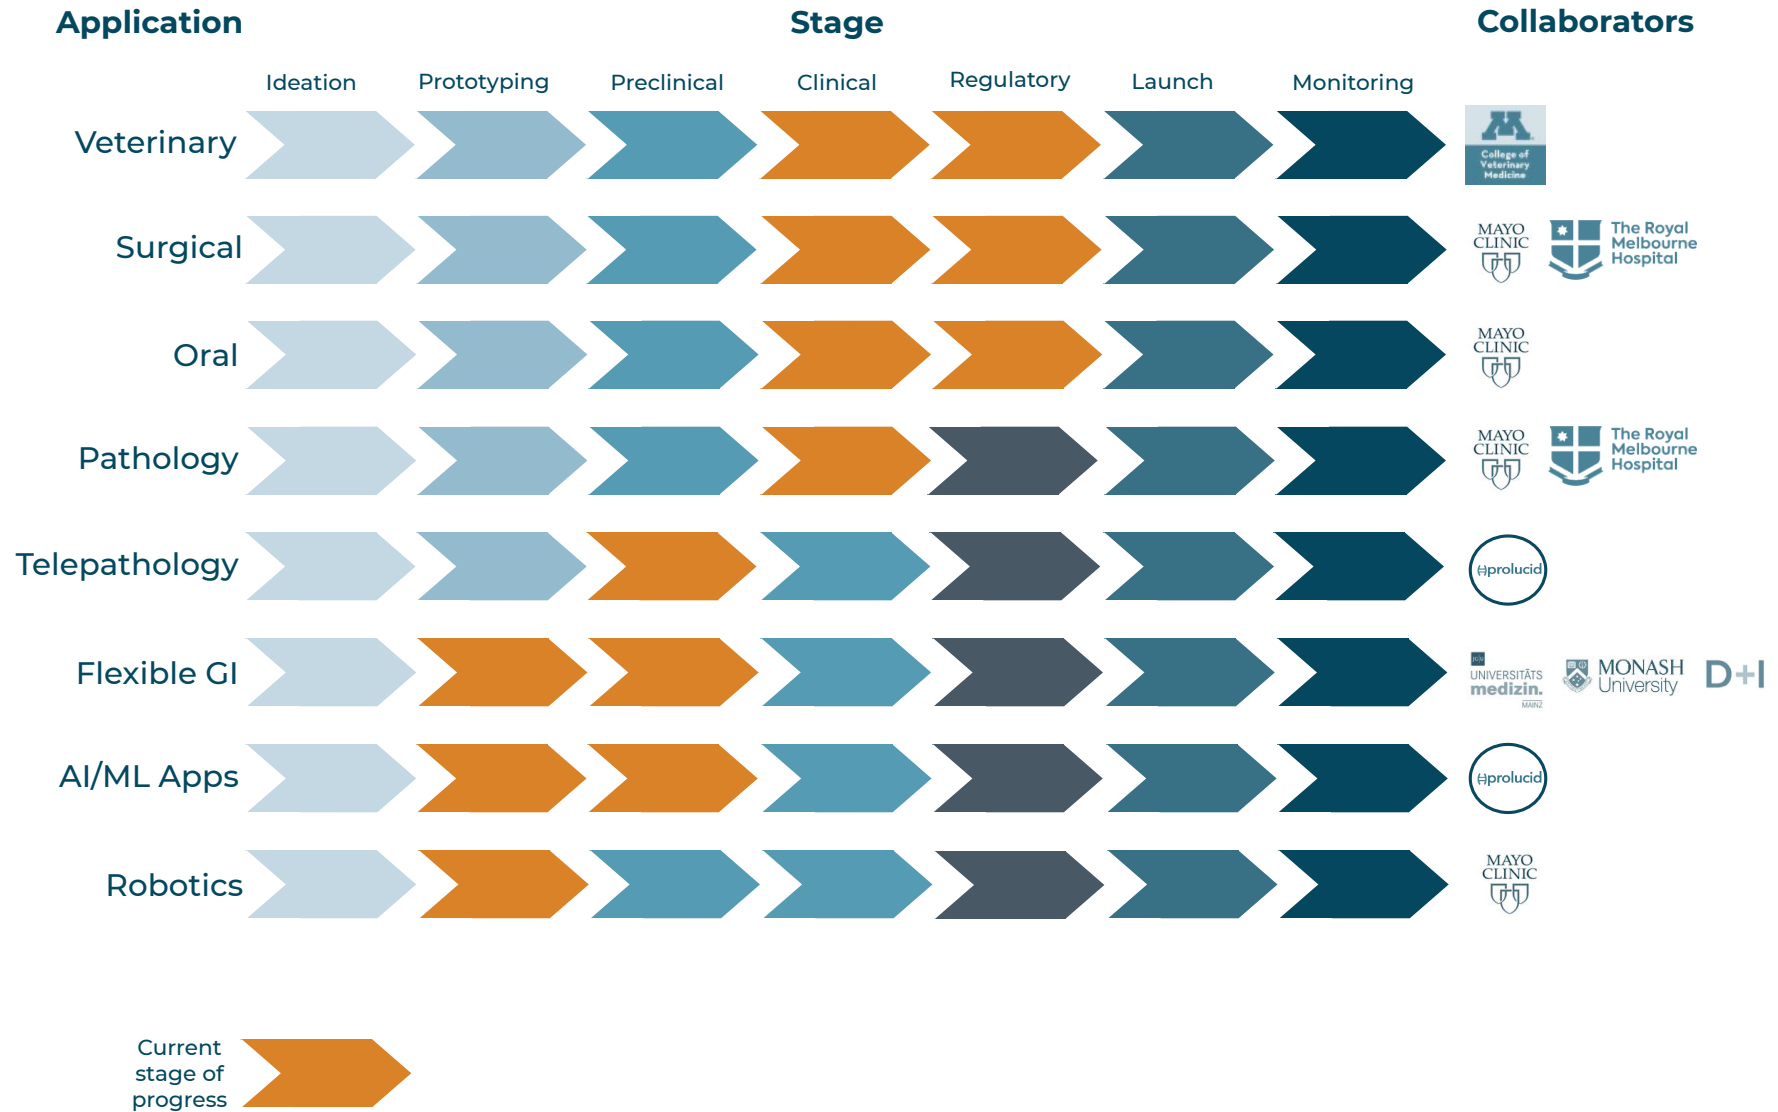 Application
Stage
Collaborators
Ideation
Prototyping
Preclinical
Clinical
Regulatory
Launch
Monitoring
Veterinary
M
College of
Veterinary
Medicine
Surgical
MAYO
CLINIC
The Royal
Melbourne
Hospital
Oral
MAYO
CLINIC
Pathology
MAYO
CLINIC
The Royal
Melbourne
Hospital
Telepathology
prolucid
Flexible GI
UNIVERSITÄTS
medizin.
MAINZ
MONASH
University
D+I
AI/ML Apps
prolucid
Robotics
MAYO
CLINIC
Current
stage of
progress